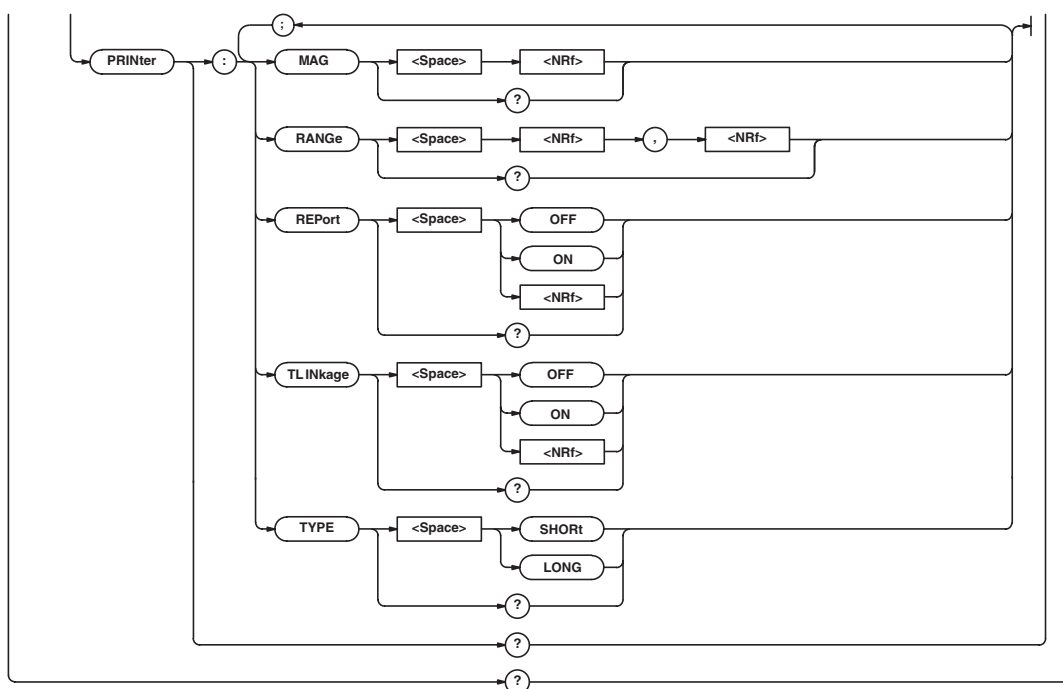 ;
PRINter : MAG <Space> <NRf>
?
RANGe <Space> <NRf> , <NRf>
?
REPort <Space> OFF
ON
<NRf>
?
TLINkage <Space> OFF
ON
<NRf>
?
TYPE <Space> SHORt
LONG
?
?
?